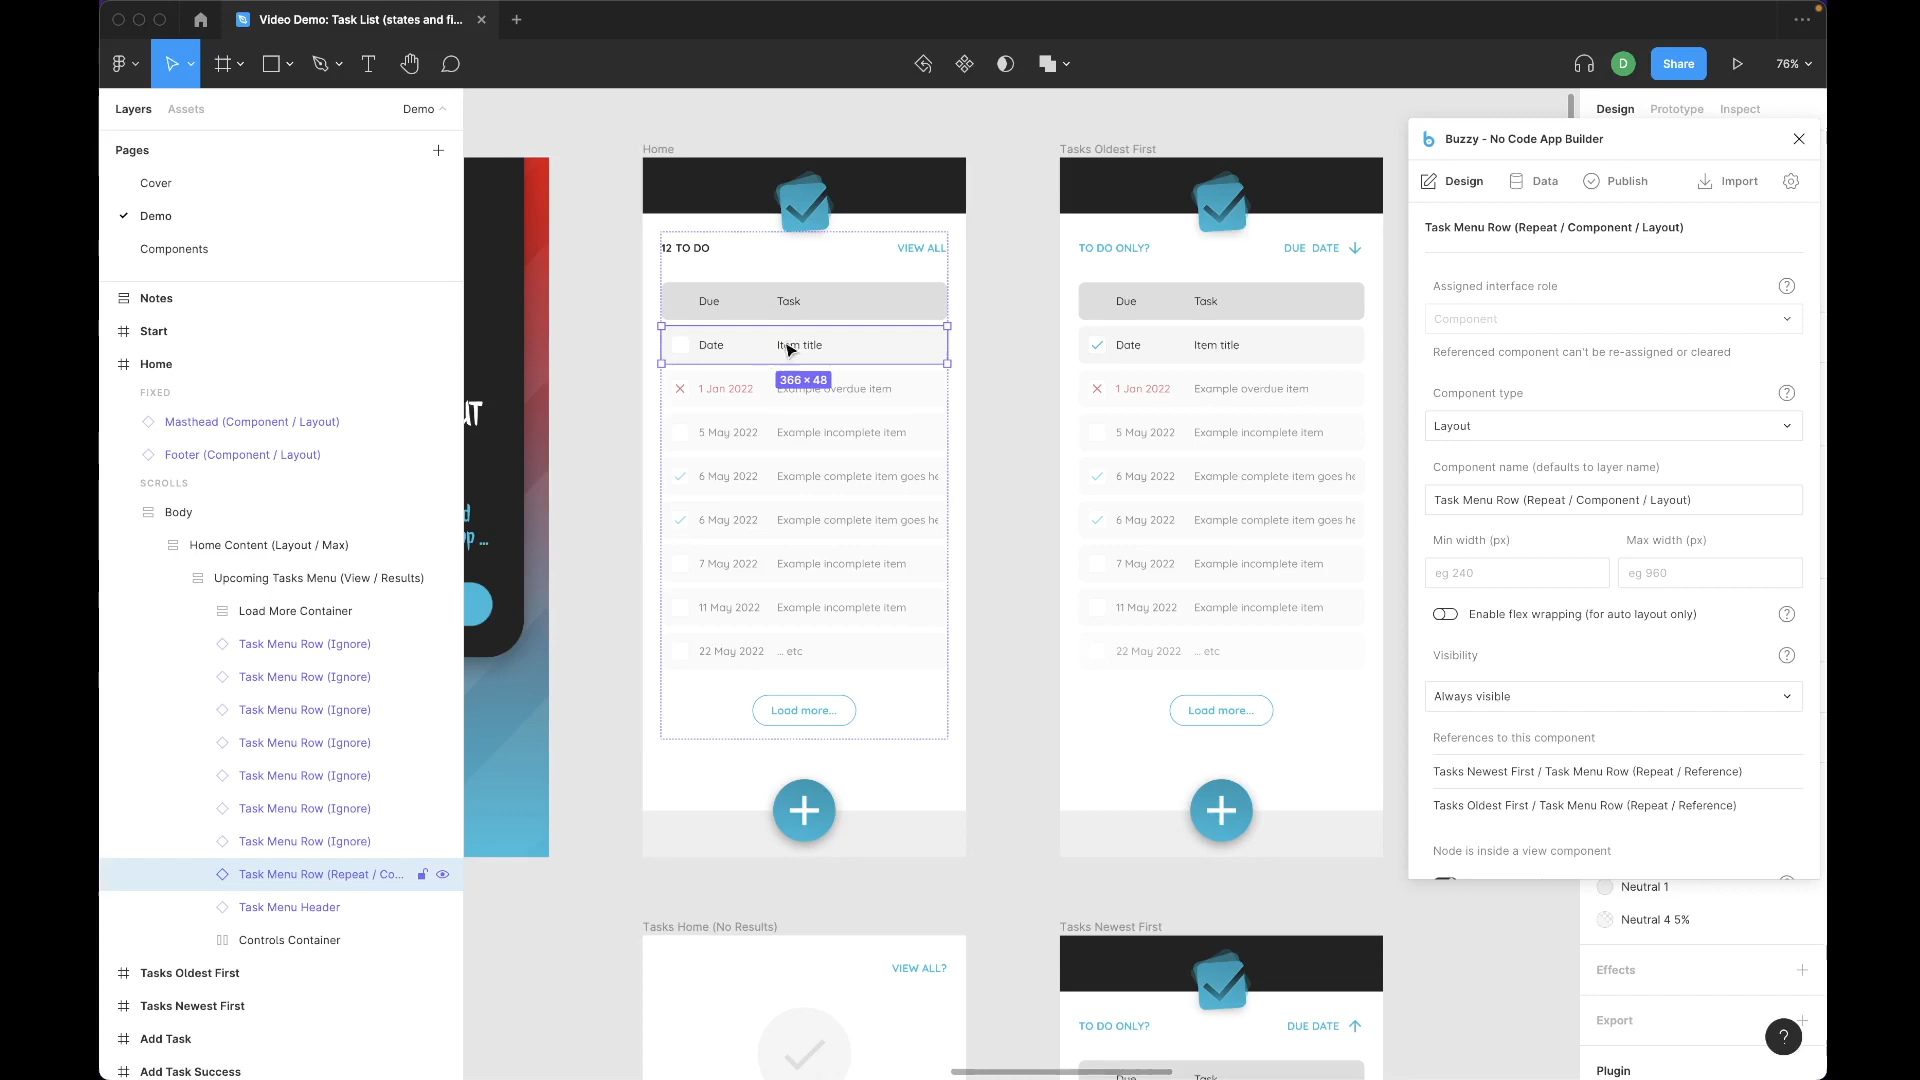 Video Demo: Task List (states and fi...
D
Share
76%
Layers
Assets
Demo
Pages
Cover
Demo
Components
Notes
Start
Home
FIXED
Masthead (Component / Layout)
Footer (Component / Layout)
SCROLLS
Body
Home Content (Layout / Max)
Upcoming Tasks Menu (View / Results)
Load More Container
Task Menu Row (Ignore)
Task Menu Row (Ignore)
Task Menu Row (Ignore)
Task Menu Row (Ignore)
Task Menu Row (Ignore)
Task Menu Row (Ignore)
Task Menu Row (Ignore)
Task Menu Row (Repeat / Co...
Task Menu Header
Controls Container
Tasks Oldest First
Tasks Newest First
Add Task
Add Task Success
Home
12 TO DO
VIEW ALL
Due Task
Date Item title
366 × 48
1 Jan 2022 Example overdue item
5 May 2022 Example incomplete item
6 May 2022 Example complete item goes he
6 May 2022 Example complete item goes he
7 May 2022 Example incomplete item
11 May 2022 Example incomplete item
22 May 2022 ... etc
Load more...
Tasks Home (No Results)
VIEW ALL?
Tasks Oldest First
TO DO ONLY?
DUE DATE
Due Task
Date Item title
1 Jan 2022 Example overdue item
5 May 2022 Example incomplete item
6 May 2022 Example complete item goes he
6 May 2022 Example complete item goes he
7 May 2022 Example incomplete item
11 May 2022 Example incomplete item
22 May 2022 ... etc
Load more...
Tasks Newest First
TO DO ONLY?
DUE DATE
Due Task
Design
Prototype
Inspect
Buzzy - No Code App Builder
Design
Data
Publish
Import
Task Menu Row (Repeat / Component / Layout)
Assigned interface role
Component
Referenced component can't be re-assigned or cleared
Component type
Layout
Component name (defaults to layer name)
Task Menu Row (Repeat / Component / Layout)
Min width (px)
Max width (px)
eg 240
eg 960
Enable flex wrapping (for auto layout only)
Visibility
Always visible
References to this component
Tasks Newest First / Task Menu Row (Repeat / Reference)
Tasks Oldest First / Task Menu Row (Repeat / Reference)
Node is inside a view component
Neutral 1
Neutral 4 5%
Effects
Export
?
Plugin